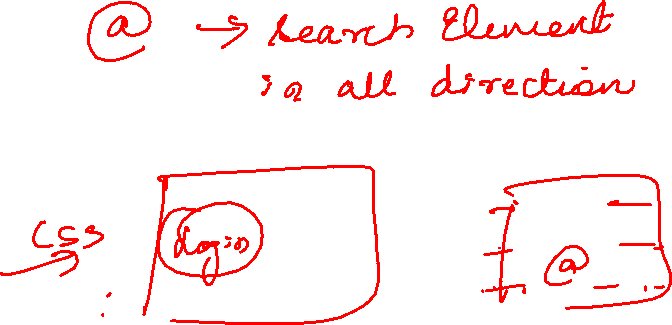 @ → Search Element
in all direction
CSS
Login
@